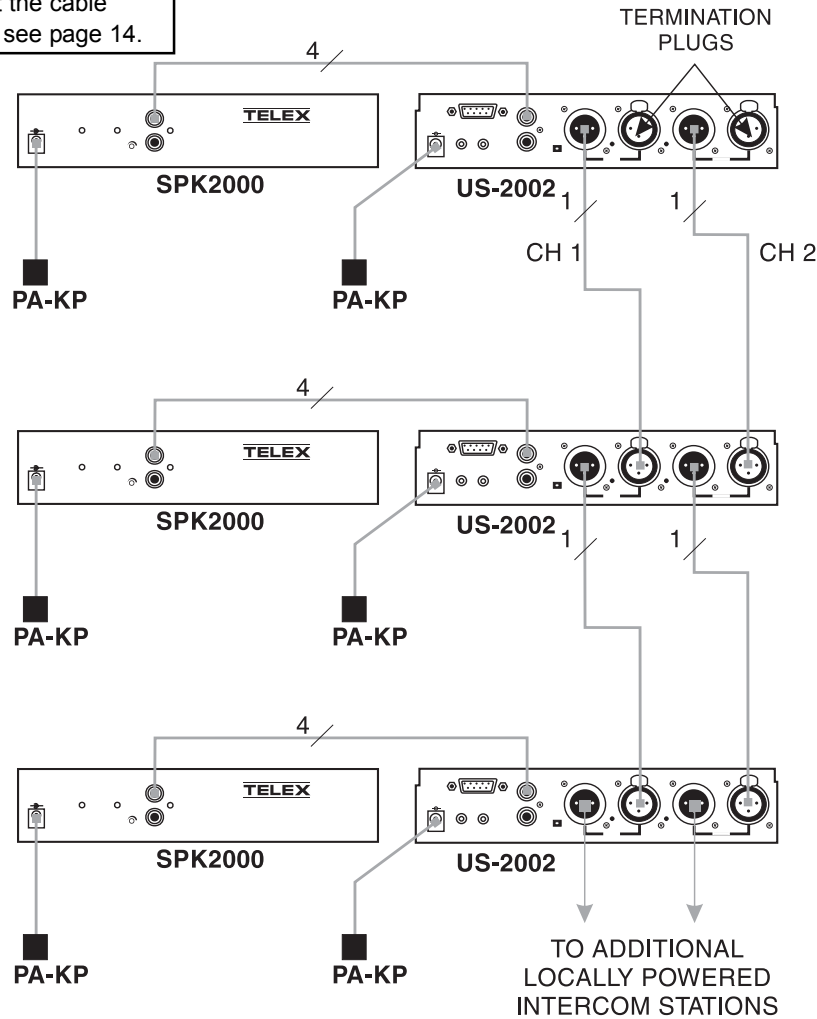 t the cable
see page 14.
TERMINATION
PLUGS
4
TELEX
SPK2000
US-2002
1
1
CH 1
CH 2
PA-KP
PA-KP
4
TELEX
SPK2000
US-2002
1
1
PA-KP
PA-KP
4
TELEX
SPK2000
US-2002
PA-KP
PA-KP
TO ADDITIONAL
LOCALLY POWERED
INTERCOM STATIONS